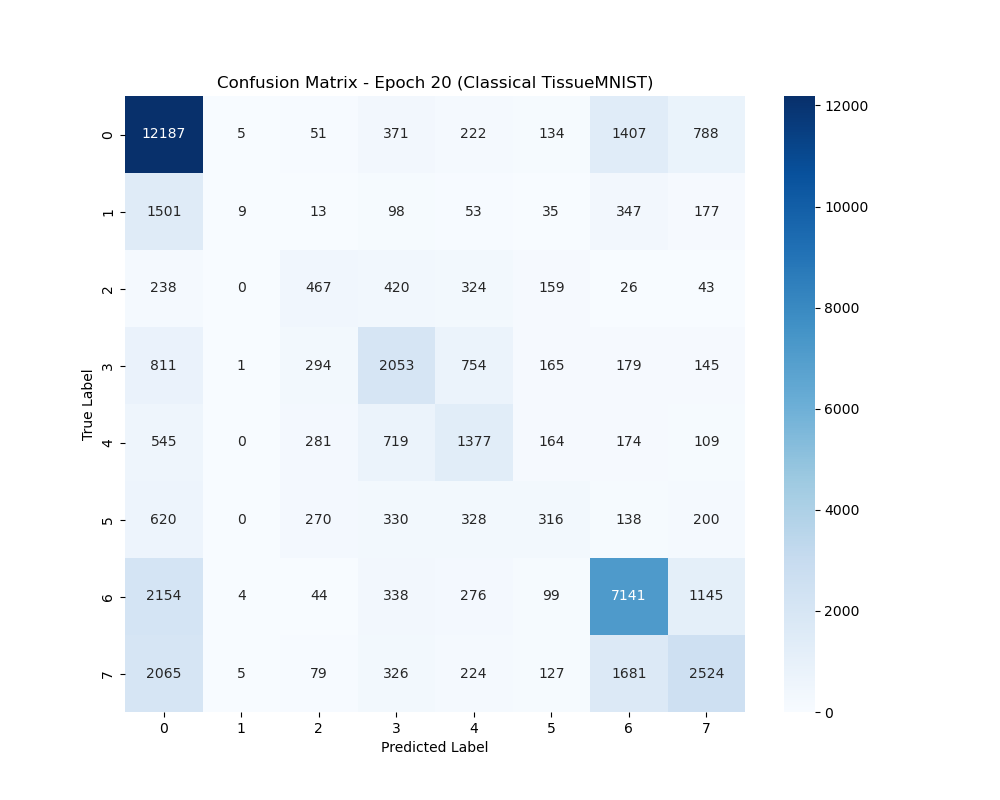 Confusion Matrix - Epoch 20 (Classical TissueMNIST)
0 12187 5 51 371 222 134 1407 788
1 1501 9 13 98 53 35 347 177
2 238 0 467 420 324 159 26 43
3 811 1 294 2053 754 165 179 145
4 545 0 281 719 1377 164 174 109
5 620 0 270 330 328 316 138 200
6 2154 4 44 338 276 99 7141 1145
7 2065 5 79 326 224 127 1681 2524
0 1 2 3 4 5 6 7
Predicted Label
True Label
12000
10000
8000
6000
4000
2000
0